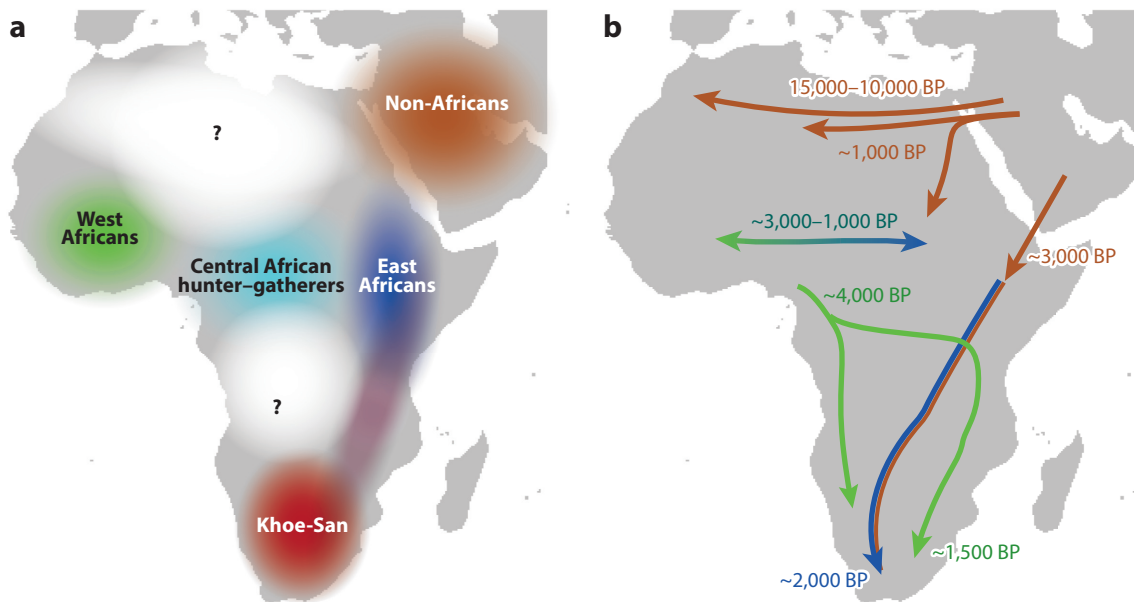 a
Non-Africans
?
West
Africans
Central African
hunter–gatherers
East
Africans
?
Khoe-San
b
15,000–10,000 BP
~1,000 BP
~3,000–1,000 BP
~3,000 BP
~4,000 BP
~1,500 BP
~2,000 BP